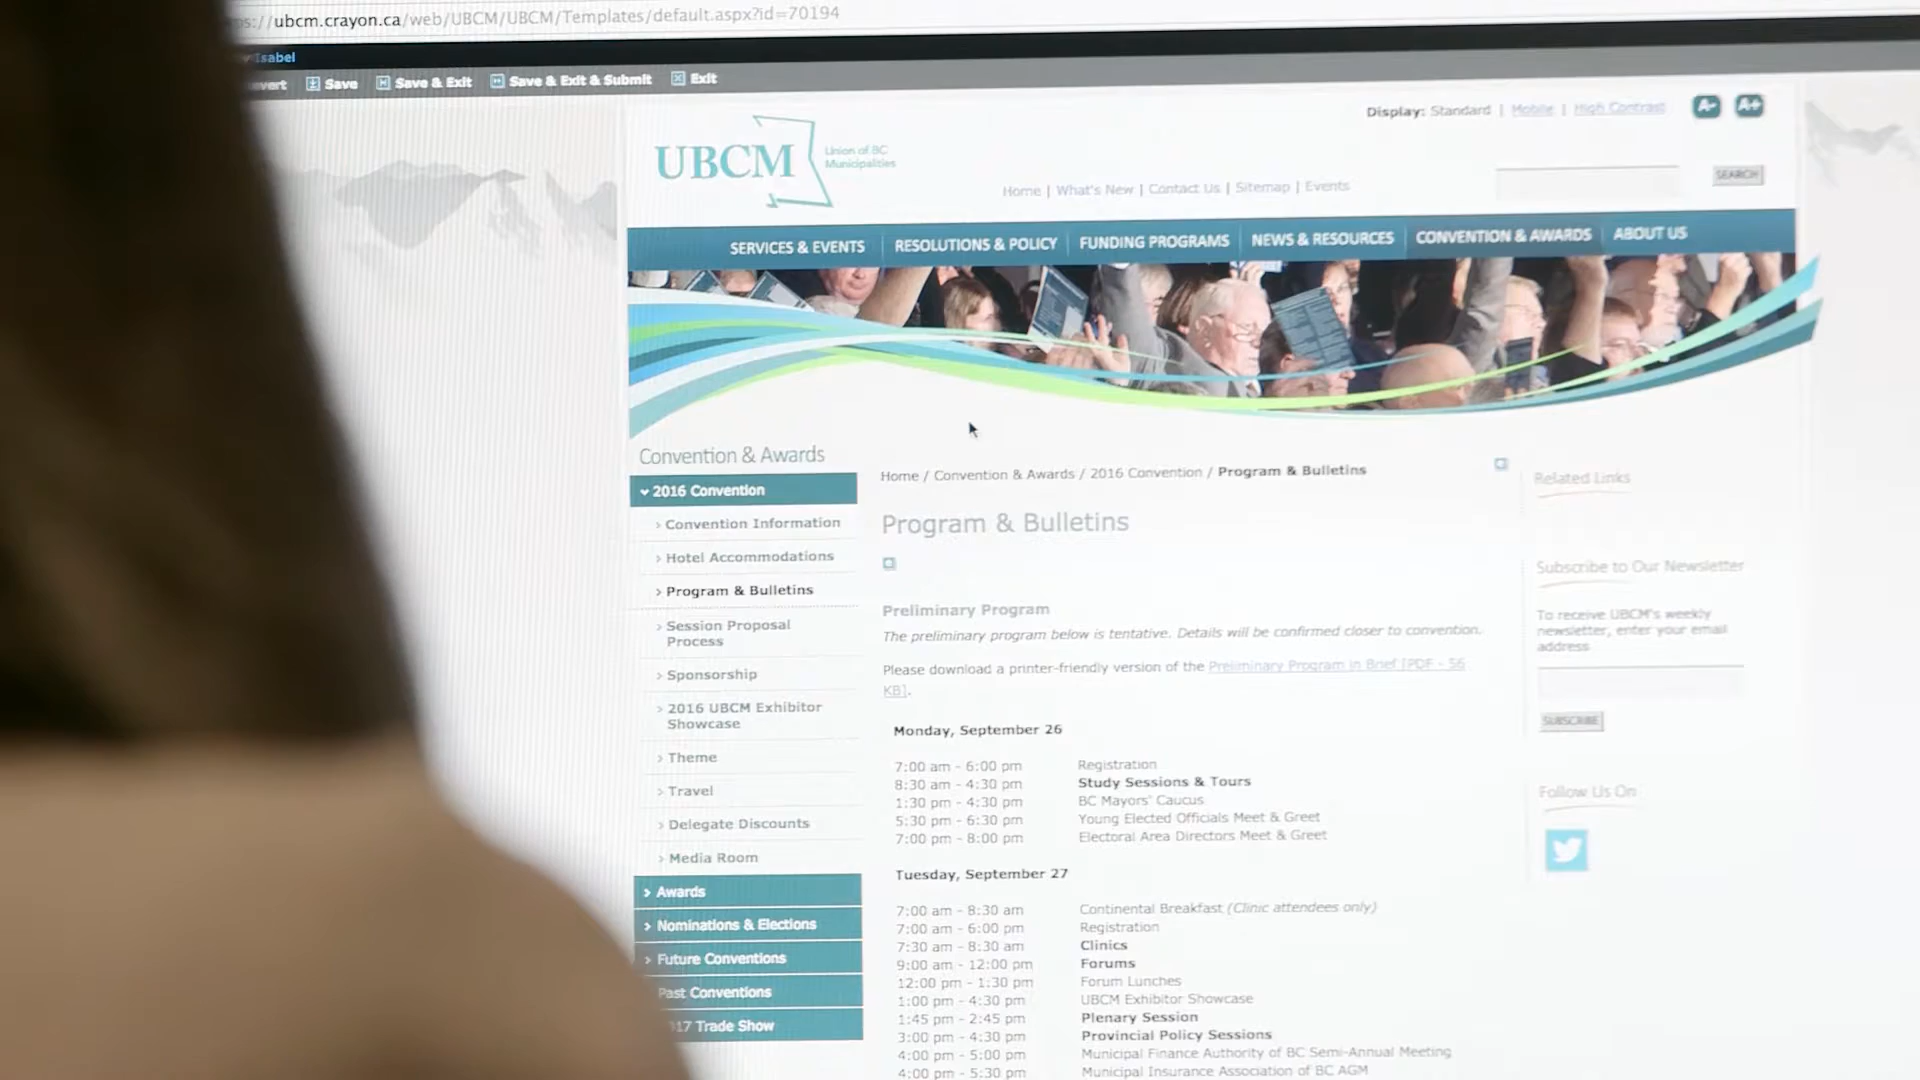 ubcm.crayon.ca/web/UBCM/UBCM/Templates/default.aspx?id=70194
Isabel
Save
Save & Exit
Save & Exit & Submit
Exit
Display: Standard | Mobile | High Contrast
A-
A+
UBCM
Union of BC
Municipalities
Home | What's New | Contact Us | Sitemap | Events
SEARCH
SERVICES & EVENTS
RESOLUTIONS & POLICY
FUNDING PROGRAMS
NEWS & RESOURCES
CONVENTION & AWARDS
ABOUT US
Convention & Awards
2016 Convention
Convention Information
Hotel Accommodations
Program & Bulletins
Session Proposal
Process
Sponsorship
2016 UBCM Exhibitor
Showcase
Theme
Travel
Delegate Discounts
Media Room
Awards
Nominations & Elections
Future Conventions
Past Conventions
17 Trade Show
Home / Convention & Awards / 2016 Convention / Program & Bulletins
Program & Bulletins
Preliminary Program
The preliminary program below is tentative. Details will be confirmed closer to convention.
Please download a printer-friendly version of the Preliminary Program in Brief [PDF - 56
KB].
Monday, September 26
7:00 am - 6:00 pm Registration
8:30 am - 4:30 pm Study Sessions & Tours
1:30 pm - 4:30 pm BC Mayors' Caucus
5:30 pm - 6:30 pm Young Elected Officials Meet & Greet
7:00 pm - 8:00 pm Electoral Area Directors Meet & Greet
Tuesday, September 27
7:00 am - 8:30 am Continental Breakfast (Clinic attendees only)
7:00 am - 6:00 pm Registration
7:30 am - 8:30 am Clinics
9:00 am - 12:00 pm Forums
12:00 pm - 1:30 pm Forum Lunches
1:00 pm - 4:30 pm UBCM Exhibitor Showcase
1:45 pm - 2:45 pm Plenary Session
3:00 pm - 4:30 pm Provincial Policy Sessions
4:00 pm - 5:00 pm Municipal Finance Authority of BC Semi-Annual Meeting
4:00 pm - 5:30 pm Municipal Insurance Association of BC AGM
Related Links
Subscribe to Our Newsletter
To receive UBCM's weekly
newsletter, enter your email
address
SUBSCRIBE
Follow Us On